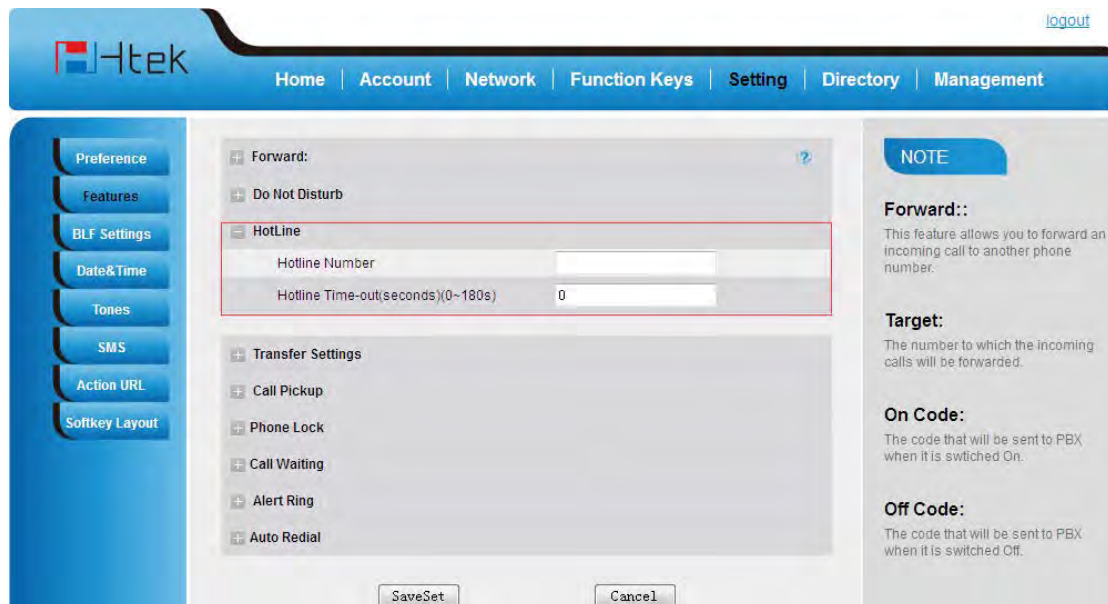 logout
Htek
Home | Account | Network | Function Keys | Setting | Directory | Management
Preference
Features
BLF Settings
Date&Time
Tones
SMS
Action URL
Softkey Layout
Forward:
Do Not Disturb
HotLine
Hotline Number
Hotline Time-out(seconds)(0~180s) 0
Transfer Settings
Call Pickup
Phone Lock
Call Waiting
Alert Ring
Auto Redial
SaveSet Cancel
NOTE
Forward::
This feature allows you to forward an
incoming call to another phone
number.
Target:
The number to which the incoming
calls will be forwarded.
On Code:
The code that will be sent to PBX
when it is swtiched On.
Off Code:
The code that will be sent to PBX
when it is switched Off.